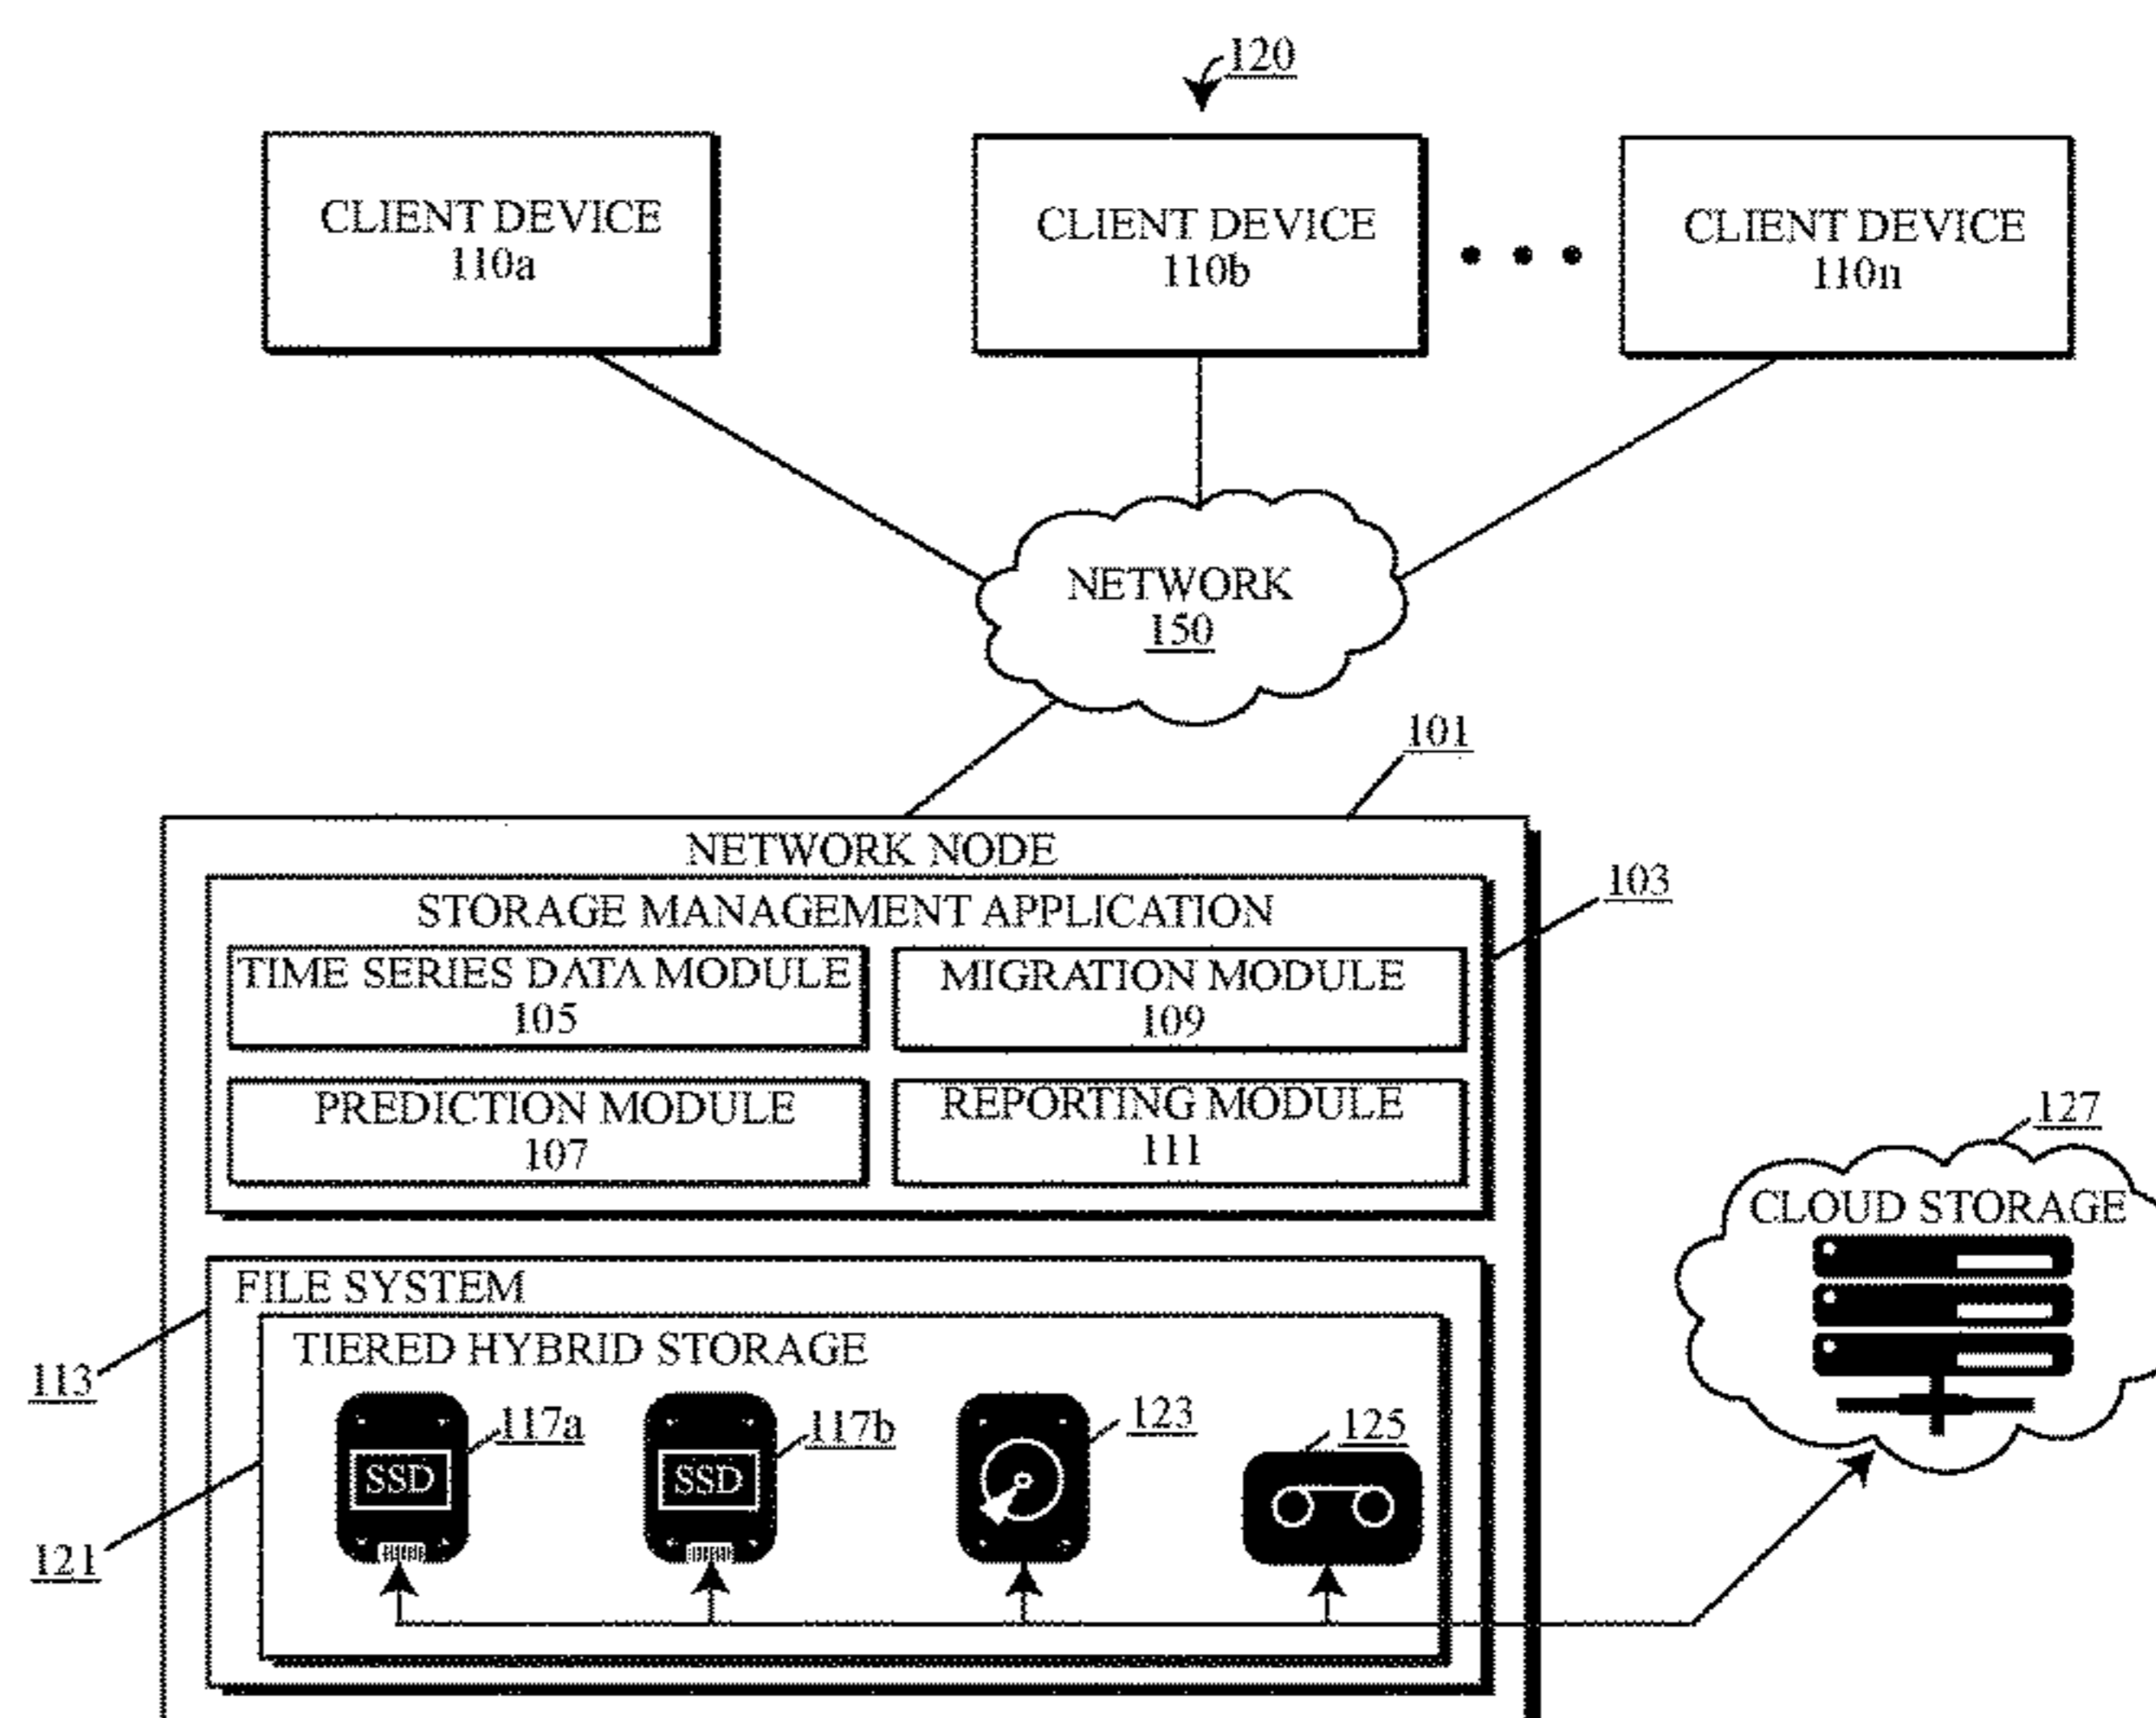 120
CLIENT DEVICE
110a
CLIENT DEVICE
110b
CLIENT DEVICE
110n
NETWORK
150
101
NETWORK NODE
103
STORAGE MANAGEMENT APPLICATION
TIME SERIES DATA MODULE
105
MIGRATION MODULE
109
PREDICTION MODULE
107
REPORTING MODULE
111
127
CLOUD STORAGE
FILE SYSTEM
TIERED HYBRID STORAGE
113
117a
117b
123
125
SSD
SSD
121